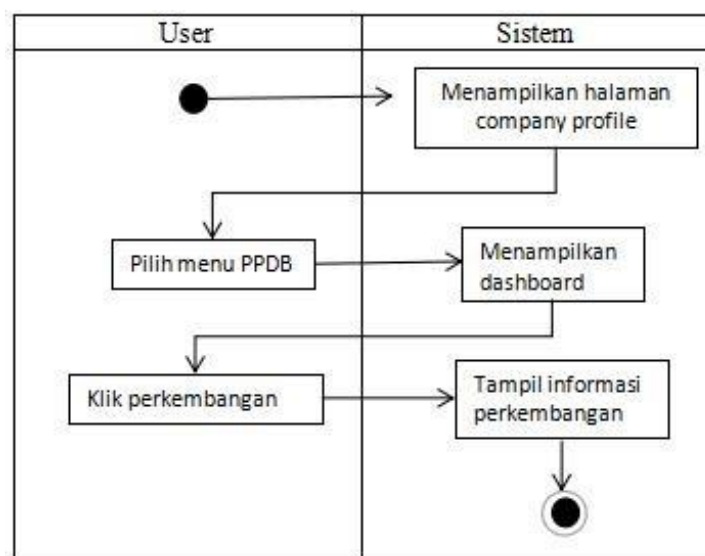 User
Sistem
Menampilkan halaman
company profile
Pilih menu PPDB
Menampilkan
dashboard
Klik perkembangan
Tampil informasi
perkembangan